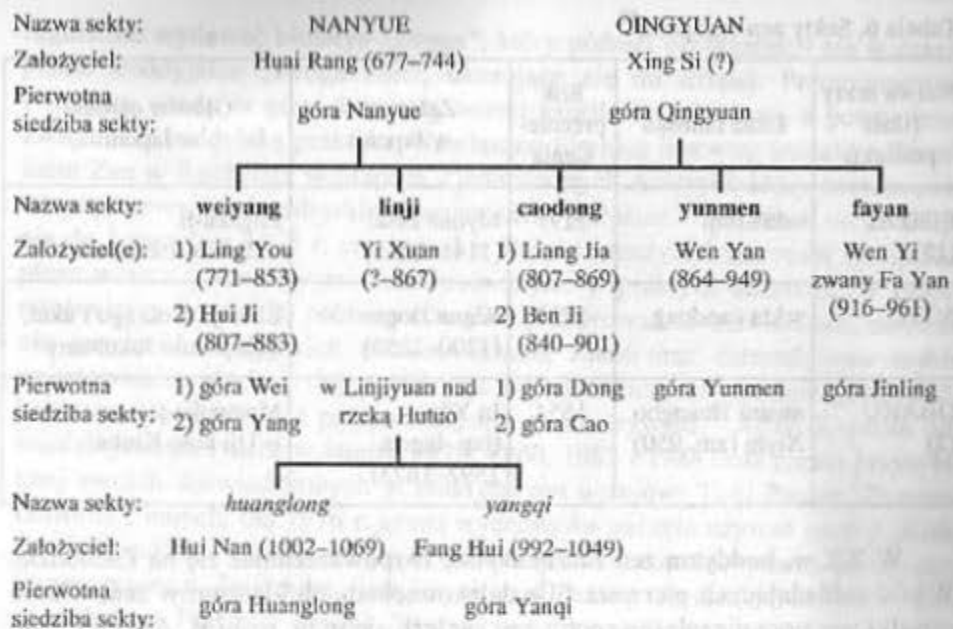 Nazwa sekty: NANYUE QINGYUAN
Założyciel: Huai Rang (677–744) Xing Si (?)
Pierwotna
siedziba sekty: góra Nanyue góra Qingyuan
Nazwa sekty: weiyang linji caodong yunmen fayan
Założyciel(e): 1) Ling You Yi Xuan 1) Liang Jia Wen Yan Wen Yi
(771–853) (?–867) (807–869) (864–949) zwany Fa Yan
(916–961)
2) Hui Ji 2) Ben Ji
(807–883) (840–901)
Pierwotna 1) góra Wei w Linjiyuan nad 1) góra Dong góra Yunmen góra Jinling
siedziba sekty: 2) góra Yang rzeką Hutuo 2) góra Cao
Nazwa sekty: huanglong yangqi
Założyciel: Hui Nan (1002–1069) Fang Hui (992–1049)
Pierwotna
siedziba sekty: góra Huanglong góra Yanqi